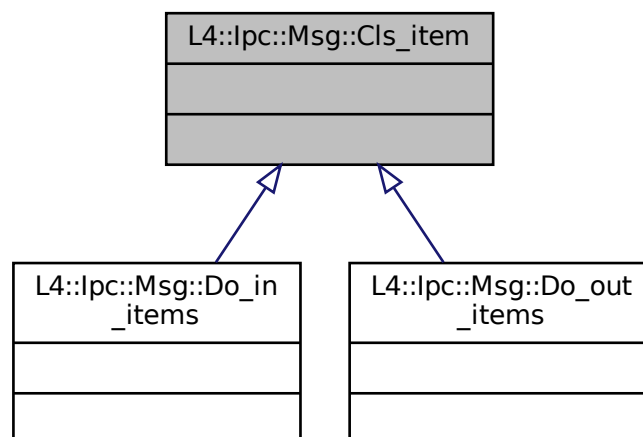 L4::Ipc::Msg::Cls_item
L4::Ipc::Msg::Do_in
_items
L4::Ipc::Msg::Do_out
_items